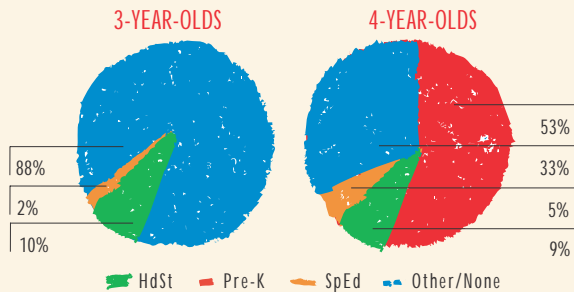 3-YEAR-OLDS
88%
2%
10%
4-YEAR-OLDS
53%
33%
5%
9%
HdSt Pre-K SpEd Other/None